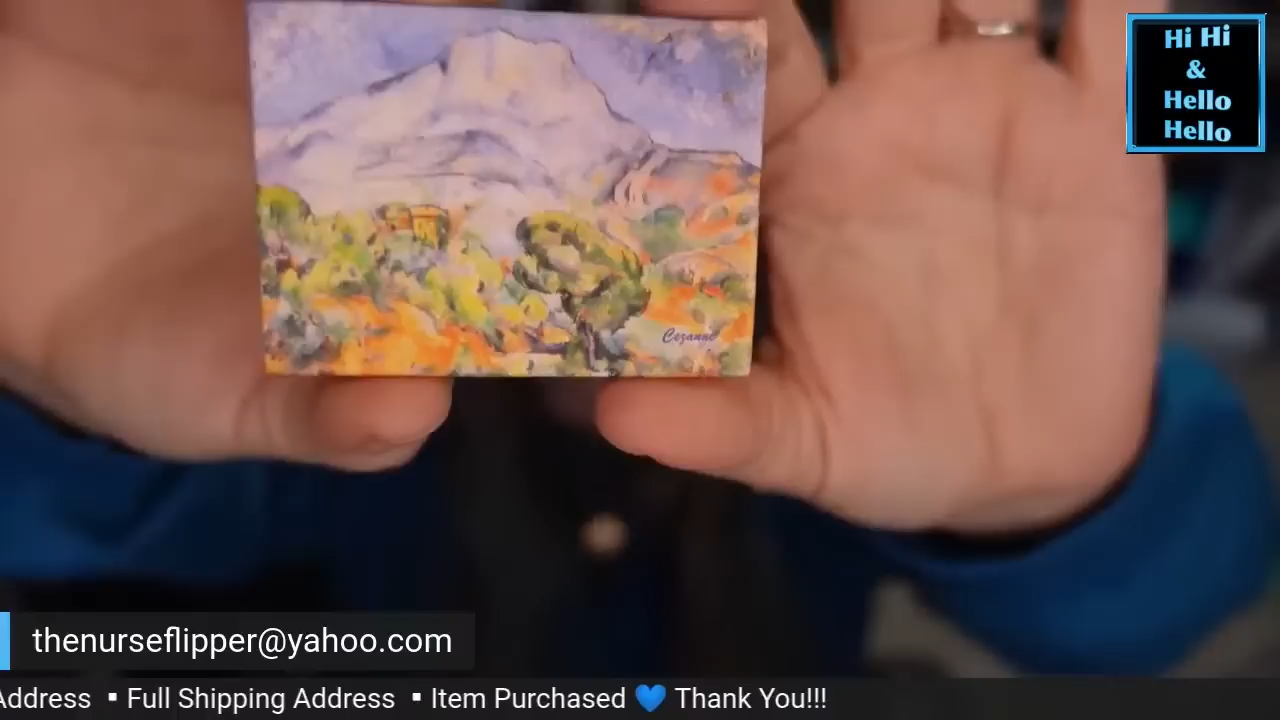 Hi Hi
&
Hello
Hello
Cezanne
thenurseflipper@yahoo.com
Address ▪ Full Shipping Address ▪ Item Purchased 💙 Thank You!!!